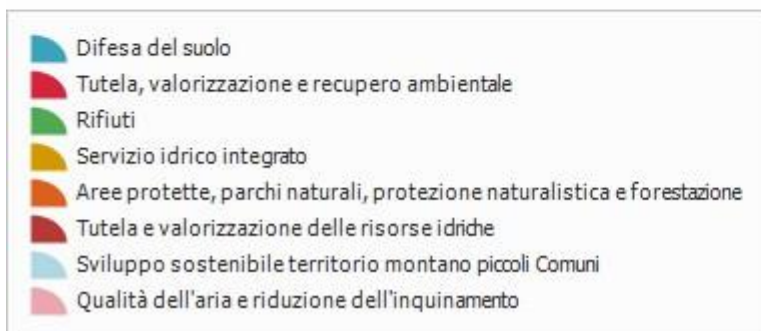 Difesa del suolo
Tutela, valorizzazione e recupero ambientale
Rifiuti
Servizio idrico integrato
Aree protette, parchi naturali, protezione naturalistica e forestazione
Tutela e valorizzazione delle risorse idriche
Sviluppo sostenibile territorio montano piccoli Comuni
Qualità dell'aria e riduzione dell'inquinamento